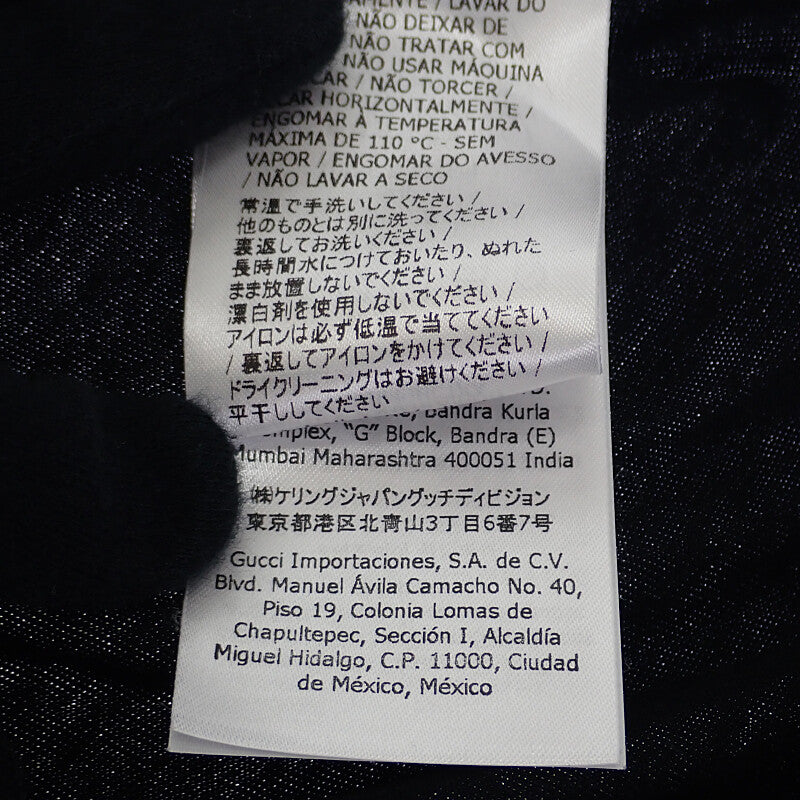 LAVAR DO
NÃO DEIXAR DE
NÃO TRATAR COM
NÃO USAR MÁQUINA
/ NÃO TORCER /
HORIZONTALMENTE /
ENGOMAR À TEMPERATURA
MÁXIMA DE 110 °C - SEM
VAPOR / ENGOMAR DO AVESSO
/ NÃO LAVAR A SECO
常温で手洗いしてください /
他のものとは別に洗ってください /
裏返してお洗いください /
長時間水につけておいたり、ぬれた
まま放置しないでください /
漂白剤を使用しないでください /
アイロンは必ず低温で当ててください
/ 裏返してアイロンをかけてください /
ドライクリーニングはお避けください /
平干ししてください
Bandra Kurla
Complex, “G” Block, Bandra (E)
Mumbai Maharashtra 400051 India
㈱ケリングジャパングッチディビジョン
東京都港区北青山3丁目6番7号
Gucci Importaciones, S.A. de C.V.
Blvd. Manuel Ávila Camacho No. 40,
Piso 19, Colonia Lomas de
Chapultepec, Sección I, Alcaldía
Miguel Hidalgo, C.P. 11000, Ciudad
de México, México